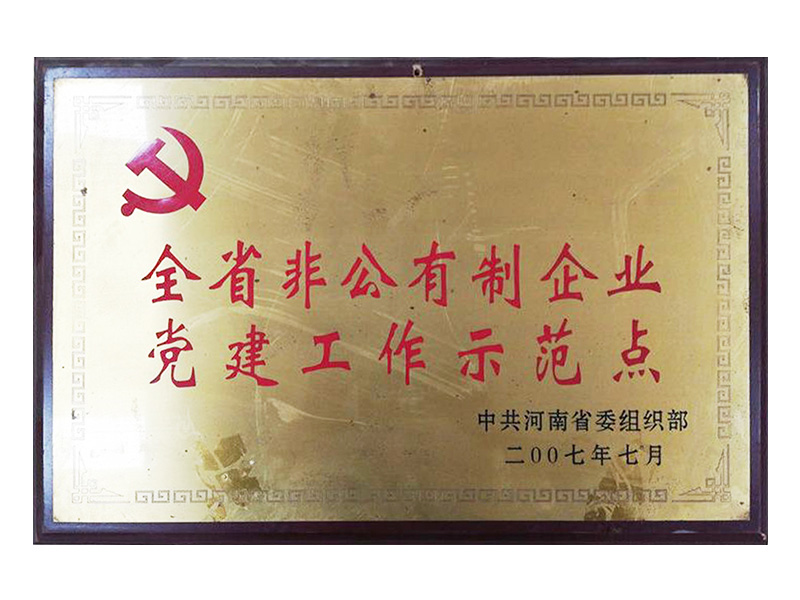 全省非公有制企业
党建工作示范点
中共河南省委组织部
二00七年七月